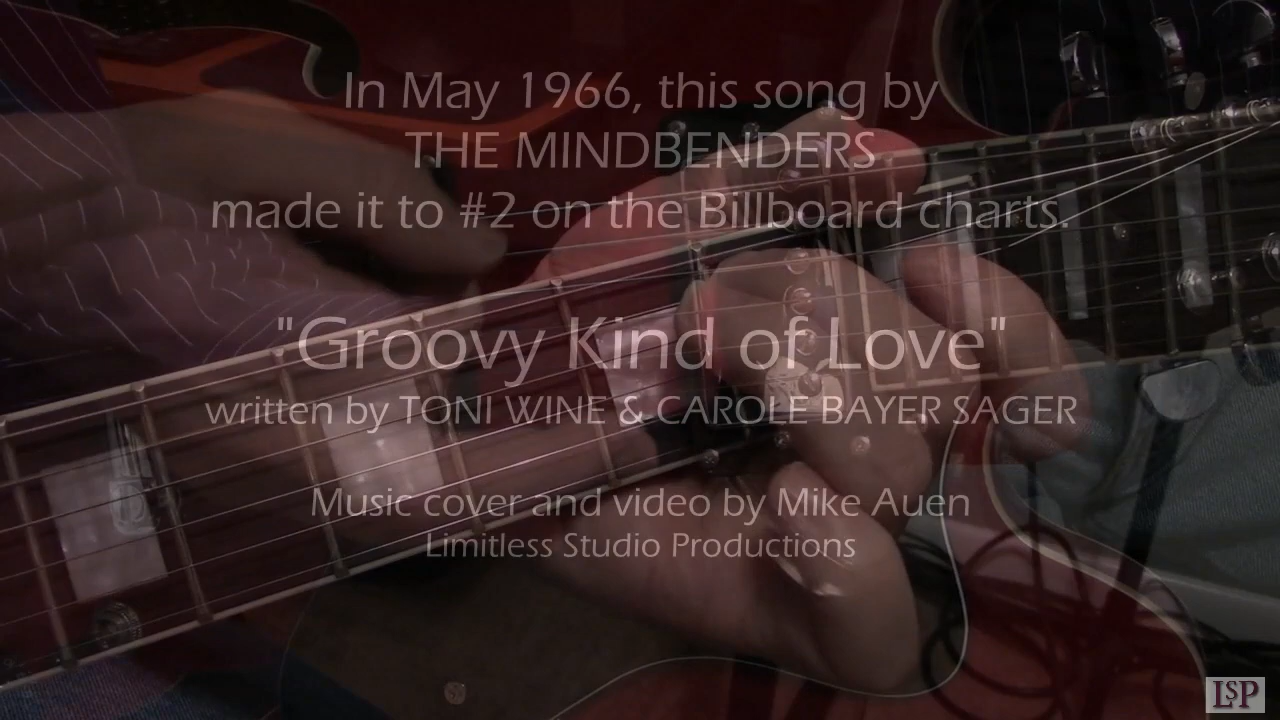 In May 1966, this song by
THE MINDBENDERS
made it to #2 on the Billboard charts.
"Groovy Kind of Love"
written by TONI WINE & CAROLE BAYER SAGER
Music cover and video by Mike Auen
Limitless Studio Productions
LSP